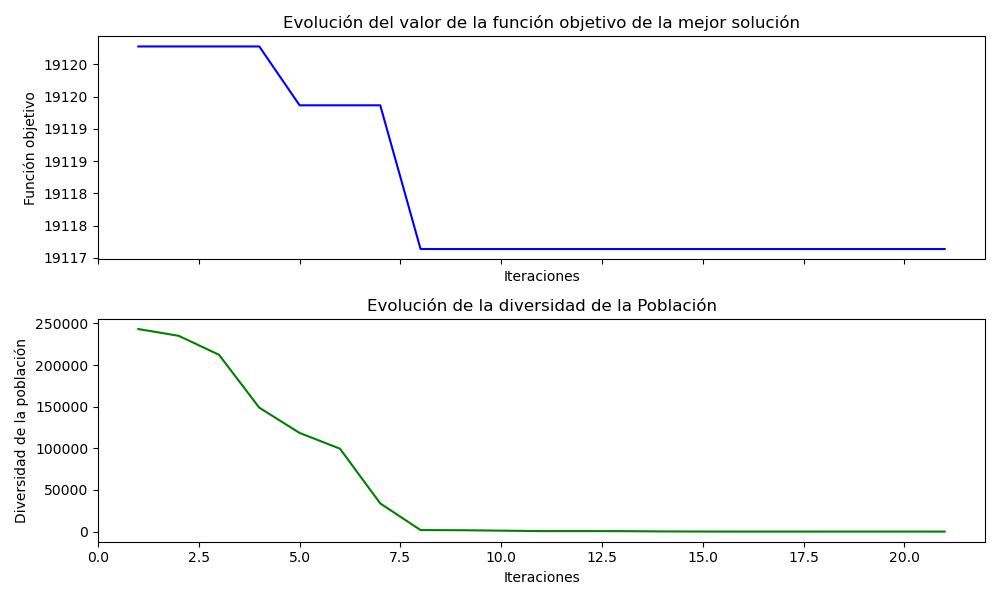 Evolución del valor de la función objetivo de la mejor solución
19120
19120
19119
19119
19118
19118
19117
Función objetivo
Iteraciones
Evolución de la diversidad de la Población
250000
200000
150000
100000
50000
0
Diversidad de la población
0.0 2.5 5.0 7.5 10.0 12.5 15.0 17.5 20.0
Iteraciones